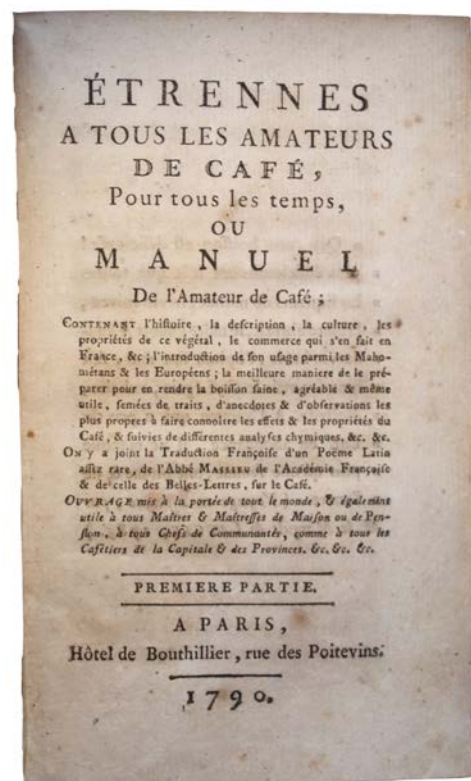 ÉTRENNES
A TOUS LES AMATEURS
DE CAFÉ,
Pour tous les temps,
OU
MANUEL
De l'Amateur de Café ;
CONTENANT l'hiſtoire , la deſcription , la culture , les
propriétés de ce végétal , le commerce qui s'en fait en
France, &c ; l'introduction de ſon uſage parmi les Maho-
métans & les Européens ; la meilleure maniere de le pré-
parer pour en rendre la boiſſon ſaine , agréable & même
utile , ſemées de traits , d'anecdotes & d'obſervations les
plus propres à faire connoître les effets & les propriétés du
Café , & ſuivies de différentes analyſes chymiques, &c. &c.
ON y a joint la Traduction Françoiſe d'un Poëme Latin
aſſez rare, de l'Abbé MASSIEU de l'Académie Françoiſe
& de celle des Belles-Lettres , ſur le Café.
OUVRAGE mis à la portée de tout le monde , & également
utile à tous Maîtres & Maîtreſſes de Maiſon ou de Pen-
ſion , à tous Chefs de Communautés, comme à tous les
Cafétiers de la Capitale & des Provinces. &c. &c. &c.
PREMIERE PARTIE.
A PARIS,
Hôtel de Bouthillier , rue des Poitevins.
1790.